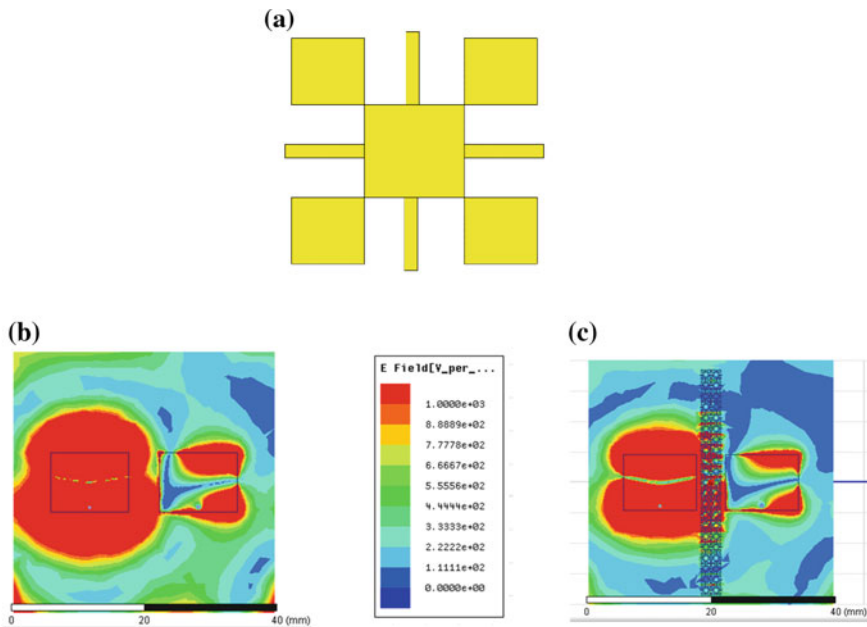 (a)
(b)
(c)
E Field[V_per_...
1.0000e+03
8.8889e+02
7.7778e+02
6.6667e+02
5.5556e+02
4.4444e+02
3.3333e+02
2.2222e+02
1.1111e+02
0.0000e+00
0 20 40 (mm)
0 20 40 (mm)